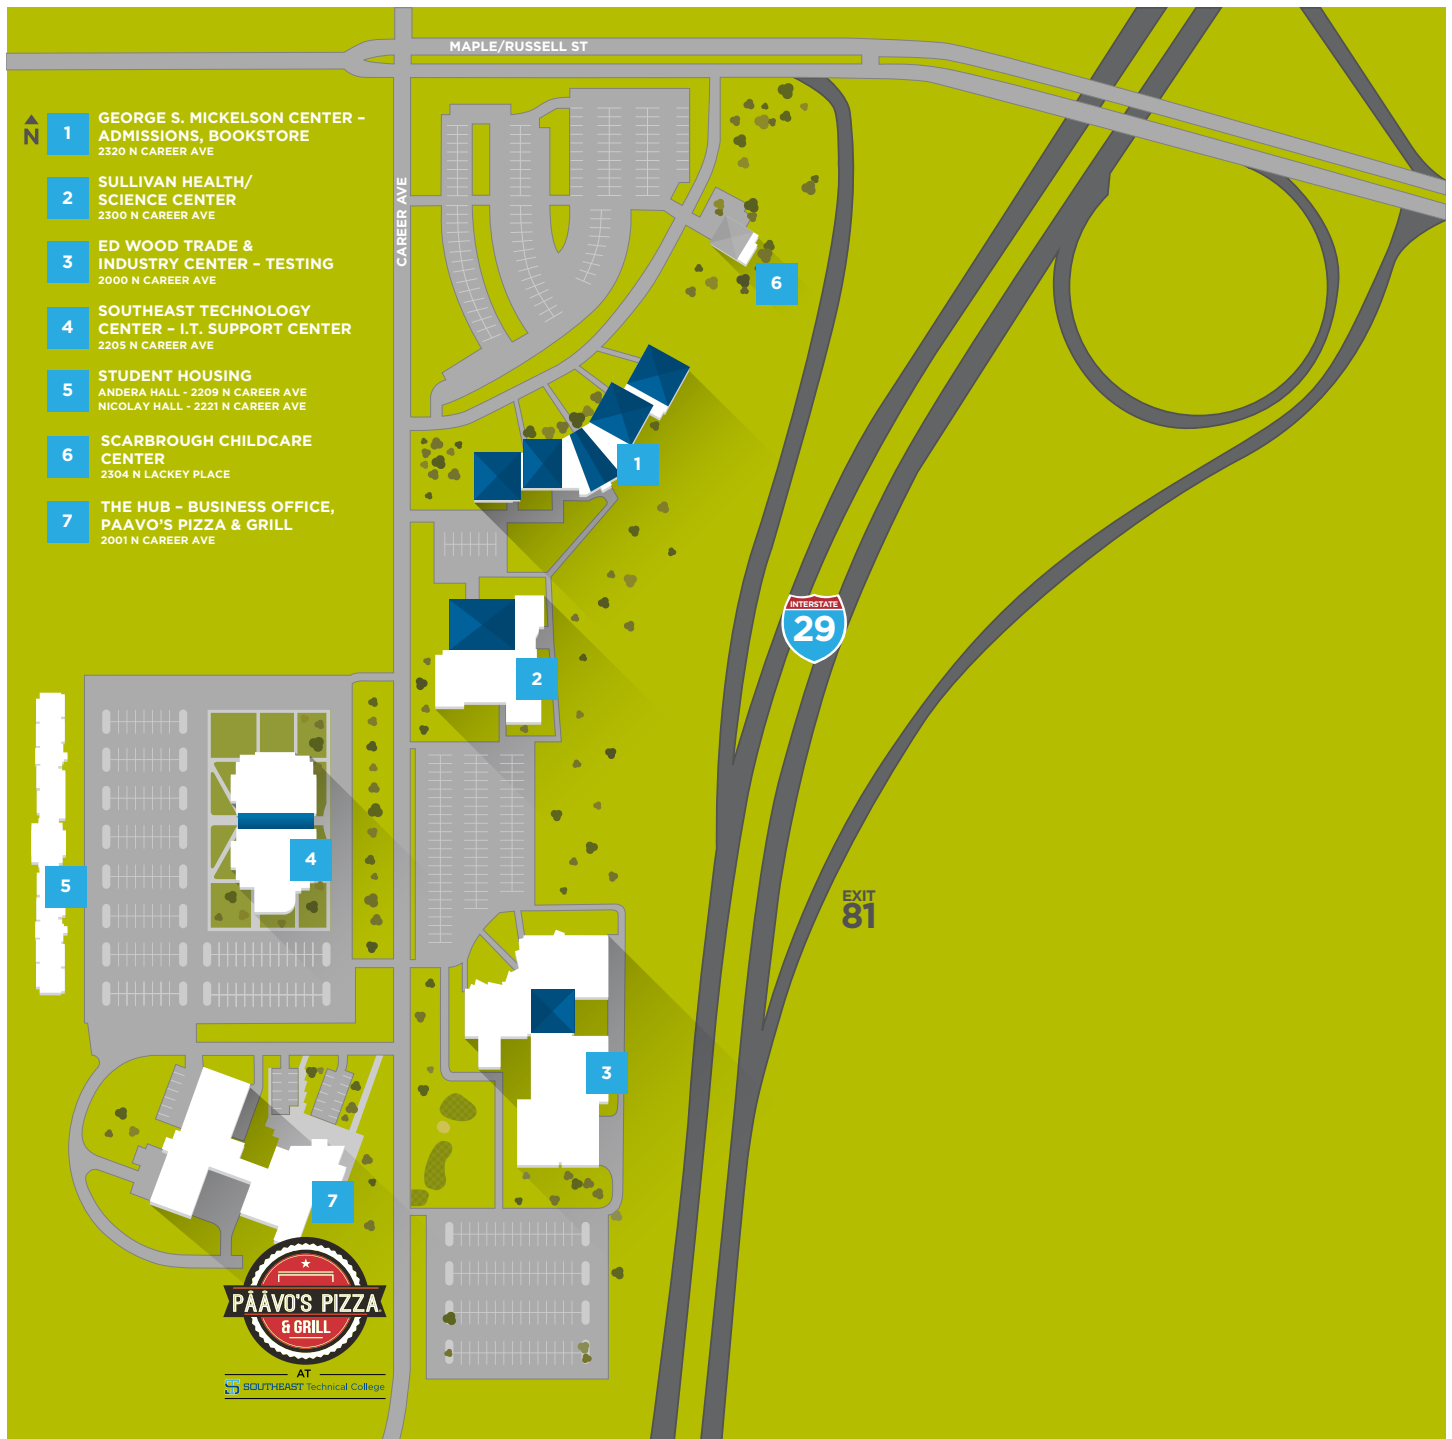 MAPLE/RUSSELL ST
CAREER AVE
N
1
GEORGE S. MICKELSON CENTER –
ADMISSIONS, BOOKSTORE
2320 N CAREER AVE
2
SULLIVAN HEALTH/
SCIENCE CENTER
2300 N CAREER AVE
3
ED WOOD TRADE &
INDUSTRY CENTER – TESTING
2000 N CAREER AVE
4
SOUTHEAST TECHNOLOGY
CENTER – I.T. SUPPORT CENTER
2205 N CAREER AVE
5
STUDENT HOUSING
ANDERA HALL - 2209 N CAREER AVE
NICOLAY HALL - 2221 N CAREER AVE
6
SCARBROUGH CHILDCARE
CENTER
2304 N LACKEY PLACE
7
THE HUB – BUSINESS OFFICE,
PAAVO'S PIZZA & GRILL
2001 N CAREER AVE
6
1
INTERSTATE
29
2
4
5
EXIT
81
3
7
PÄÄVO'S PIZZA
& GRILL
AT
SOUTHEAST Technical College